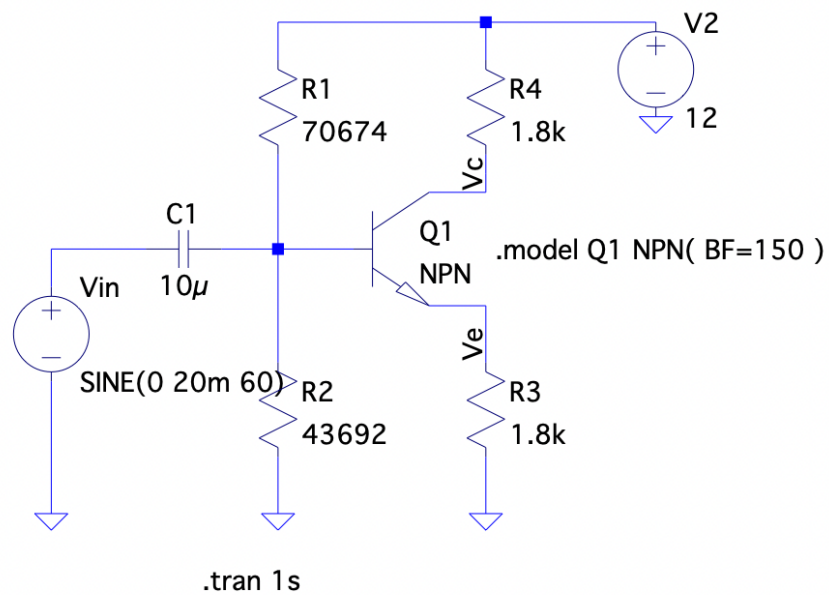 V2
12
R1
70674
R4
1.8k
Vc
C1
10µ
Q1
NPN
.model Q1 NPN( BF=150 )
Vin
SINE(0 20m 60)
R2
43692
Ve
R3
1.8k
.tran 1s